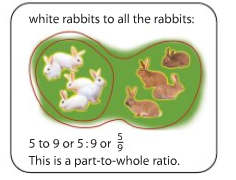 white rabbits to all the rabbits:
5 to 9 or 5:9 or 5/9
This is a part-to-whole ratio.